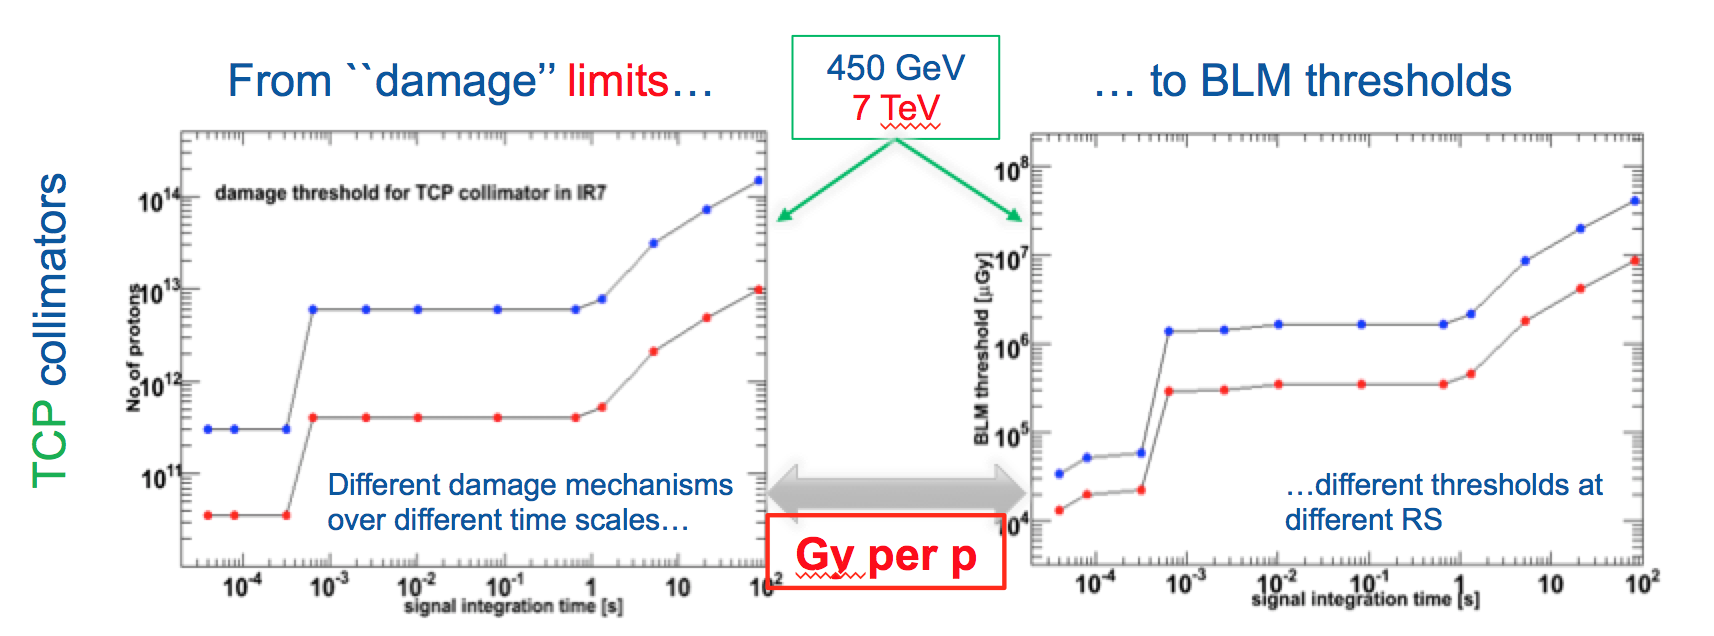 From ``damage'' limits…
450 GeV
7 TeV
… to BLM thresholds
TCP collimators
damage threshold for TCP collimator in IR7
No of protons
10^14
10^13
10^12
10^11
Different damage mechanisms
over different time scales…
10^-4
10^-3
10^-2
10^-1
1
10
signal integration time [s]
Gy per p
BLM threshold [µGy]
10^8
10^7
10^6
10^5
…different thresholds at
different RS
10^-4
10^-3
10^-2
10^-1
1
10
10^2
signal integration time [s]